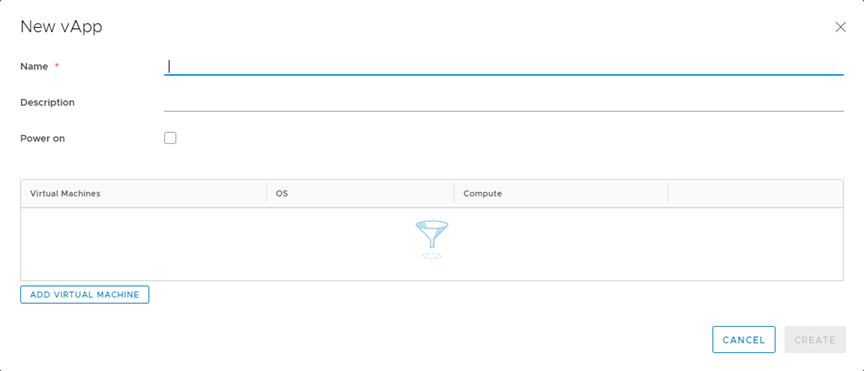 New vApp
Name *
Description
Power on
Virtual Machines OS Compute
ADD VIRTUAL MACHINE
CANCEL CREATE